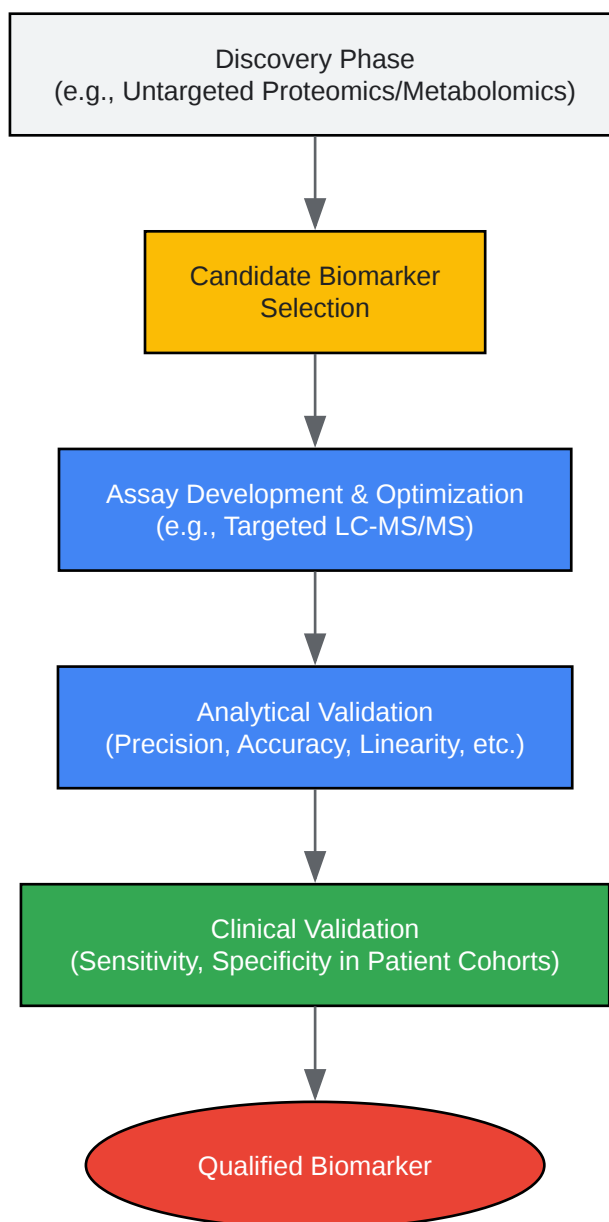 Discovery Phase
(e.g., Untargeted Proteomics/Metabolomics)
Candidate Biomarker
Selection
Assay Development & Optimization
(e.g., Targeted LC-MS/MS)
Analytical Validation
(Precision, Accuracy, Linearity, etc.)
Clinical Validation
(Sensitivity, Specificity in Patient Cohorts)
Qualified Biomarker